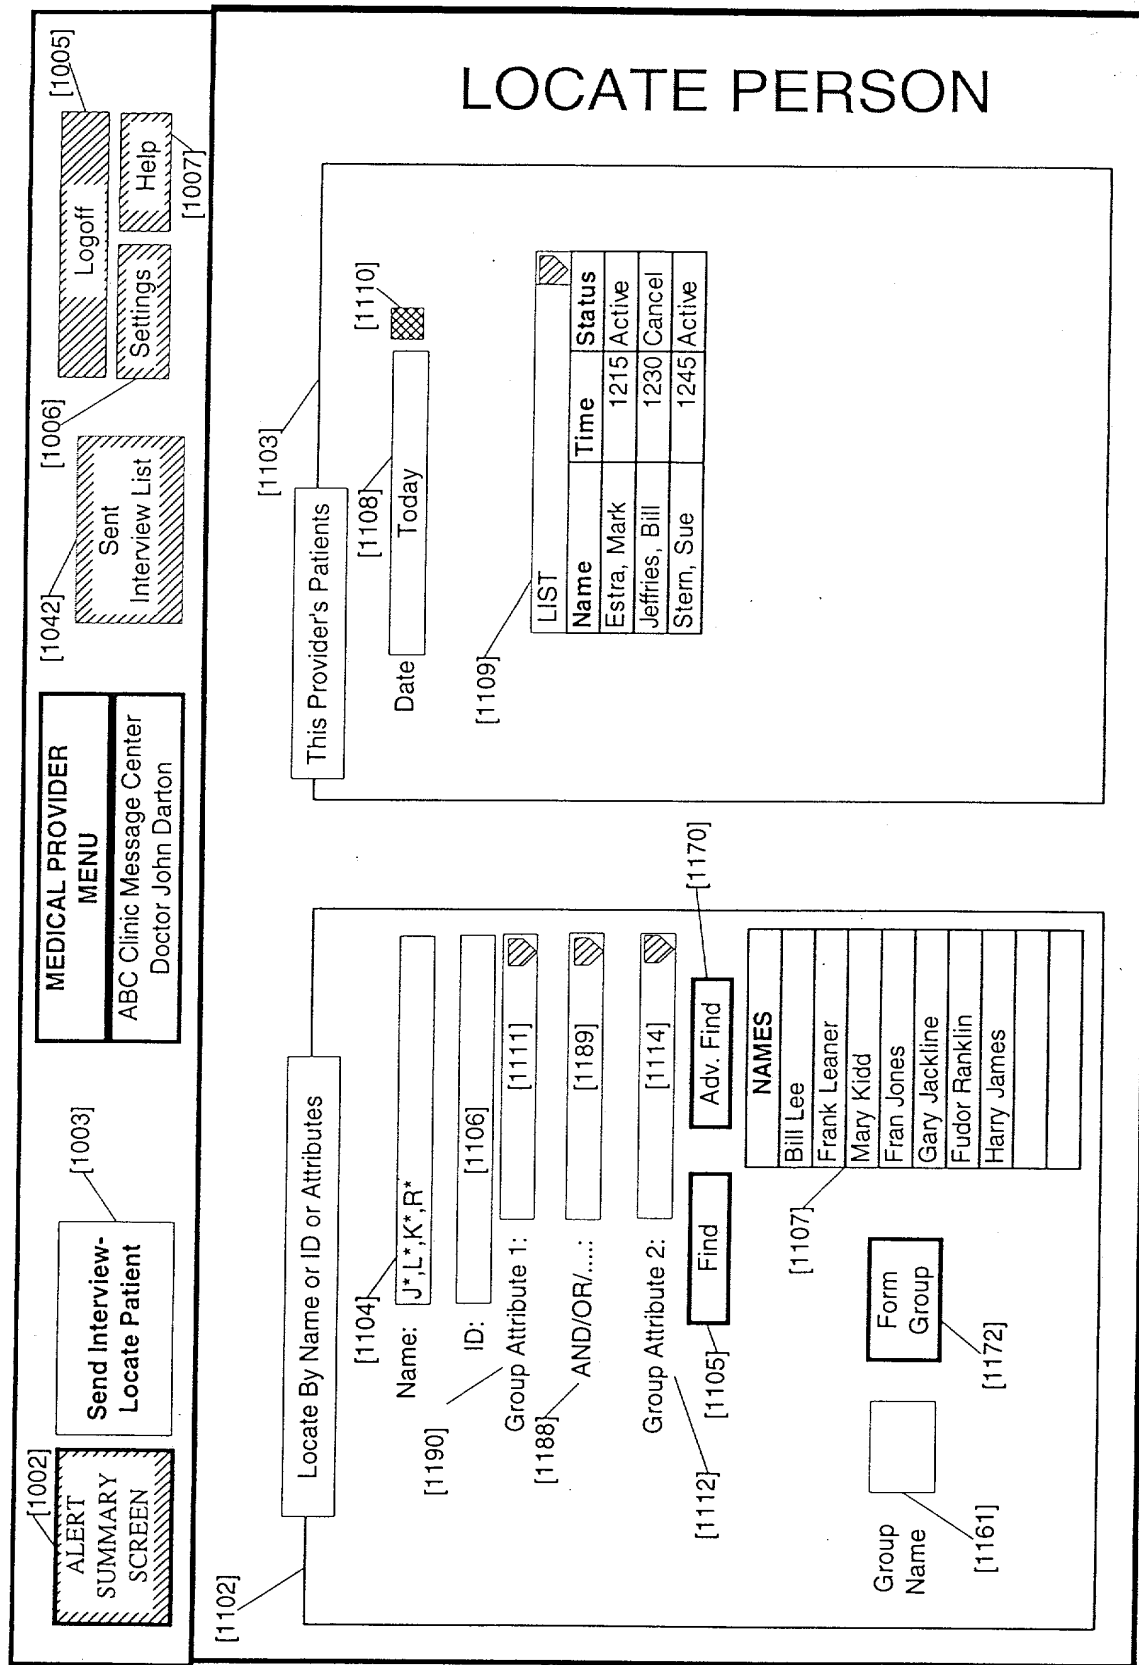 [1002]
ALERT
SUMMARY
SCREEN
Send Interview-
Locate Patient
[1003]
MEDICAL PROVIDER
MENU
ABC Clinic Message Center
Doctor John Darton
[1042]
Sent
Interview List
[1006]
Logoff
[1005]
Settings
Help
[1007]
LOCATE PERSON
[1102]
Locate By Name or ID or Attributes
[1104]
Name: J*,L*,K*,R*
ID: [1106]
[1190]
Group Attribute 1: [1111]
[1188]
AND/OR/....: [1189]
Group Attribute 2: [1114]
[1112]
[1105]
Find
Adv. Find
[1170]
[1107]
NAMES
Bill Lee
Frank Leaner
Mary Kidd
Fran Jones
Gary Jackline
Fudor Ranklin
Harry James
Group
Name
[1161]
Form
Group
[1172]
[1103]
This Provider's Patients
[1108]
[1110]
Date Today
[1109]
LIST
Name Time Status
Estra, Mark 1215 Active
Jeffries, Bill 1230 Cancel
Stern, Sue 1245 Active